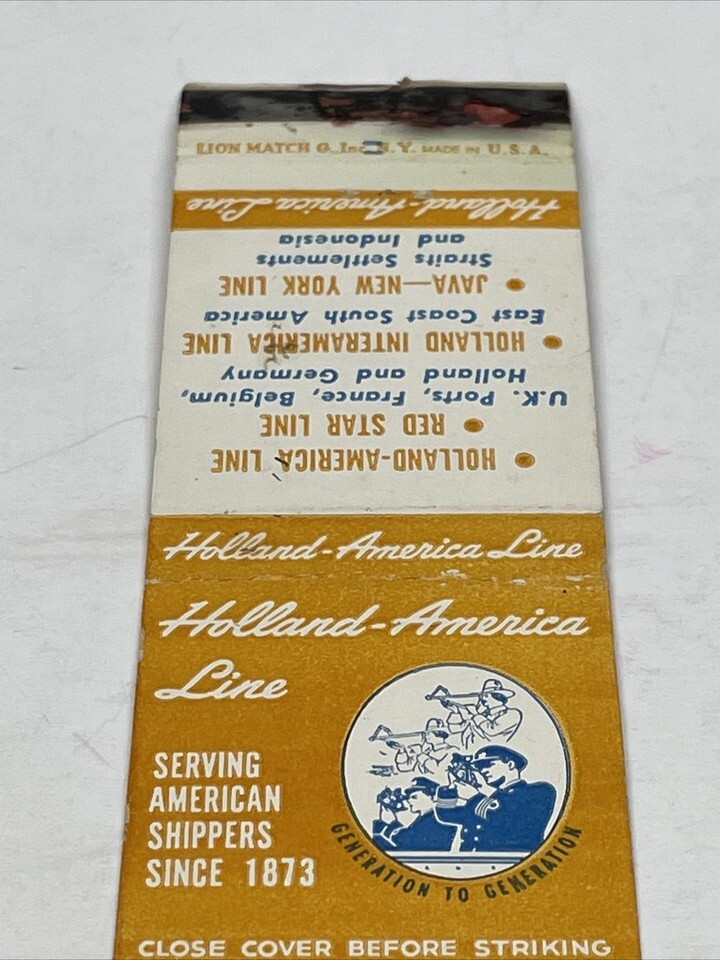 LION MATCH Co. Inc. N.Y. MADE IN U.S.A.
Holland-America Line
• HOLLAND-AMERICA LINE
• RED STAR LINE
U.K. Ports, France, Belgium,
Holland and Germany
• HOLLAND INTERAMERICA LINE
East Coast South America
• JAVA—NEW YORK LINE
Straits Settlements
and Indonesia
Holland-America Line
Holland-America
Line
SERVING
AMERICAN
SHIPPERS
SINCE 1873
GENERATION TO GENERATION
CLOSE COVER BEFORE STRIKING